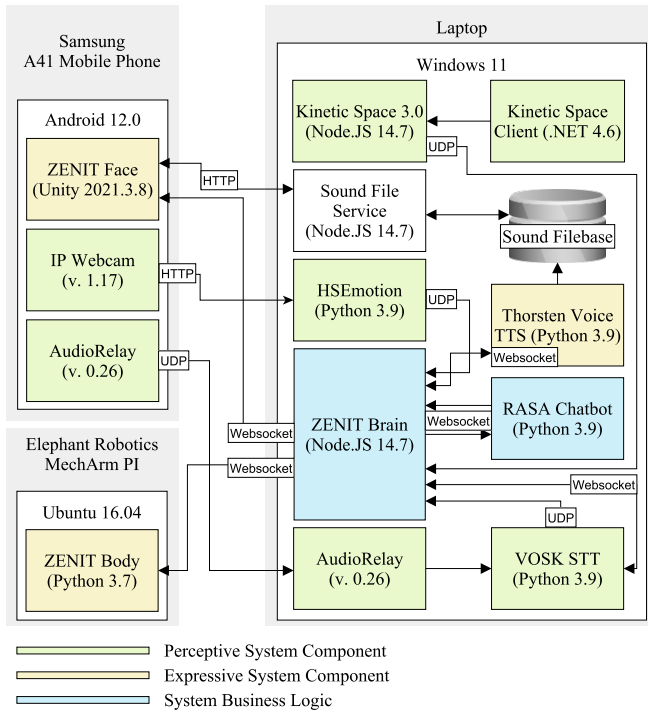 Samsung
A41 Mobile Phone
Android 12.0
ZENIT Face
(Unity 2021.3.8)
IP Webcam
(v. 1.17)
AudioRelay
(v. 0.26)
Elephant Robotics
MechArm PI
Ubuntu 16.04
ZENIT Body
(Python 3.7)
HTTP
HTTP
UDP
Websocket
Websocket
Laptop
Windows 11
Kinetic Space 3.0
(Node.JS 14.7)
UDP
Kinetic Space
Client (.NET 4.6)
Sound File
Service
(Node.JS 14.7)
Sound Filebase
HSEmotion
(Python 3.9)
UDP
Thorsten Voice
TTS (Python 3.9)
Websocket
ZENIT Brain
(Node.JS 14.7)
Websocket
RASA Chatbot
(Python 3.9)
Websocket
UDP
AudioRelay
(v. 0.26)
VOSK STT
(Python 3.9)
Perceptive System Component
Expressive System Component
System Business Logic